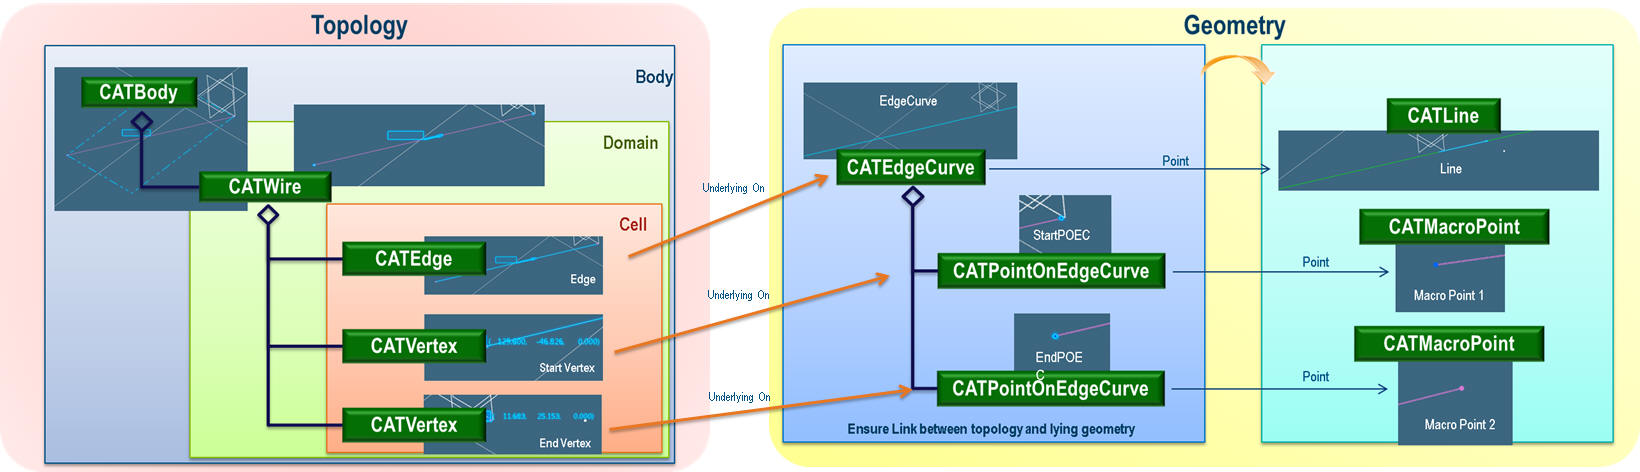 Topology
Body
CATBody
Domain
CATWire
Cell
CATEdge
Edge
CATVertex
( 129.600, -46.826, 0.000)
Start Vertex
CATVertex
11.683, 25.153, 0.000)
End Vertex
Underlying On
Underlying On
Underlying On
Geometry
EdgeCurve
CATEdgeCurve
StartPOEC
CATPointOnEdgeCurve
EndPOE
C
CATPointOnEdgeCurve
Ensure Link between topology and lying geometry
Point
Point
Point
CATLine
Line
CATMacroPoint
Macro Point 1
CATMacroPoint
Macro Point 2